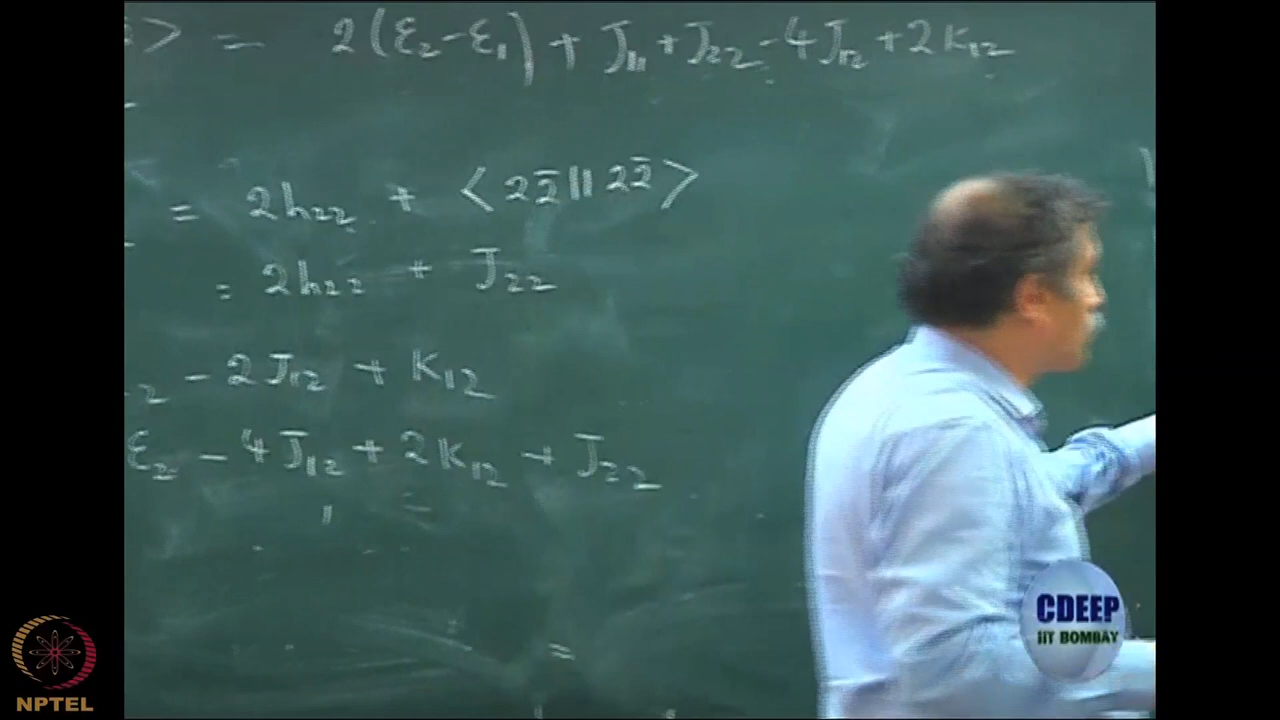 > = 2(ε₂-ε₁) + J₁₁ + J₂₂ - 4J₁₂ + 2K₁₂
= 2h₂₂ + <22̄||22̄>
= 2h₂₂ + J₂₂
₂ - 2J₁₂ + K₁₂
ε₂ - 4J₁₂ + 2K₁₂ + J₂₂
=
CDEEP
IIT BOMBAY
NPTEL